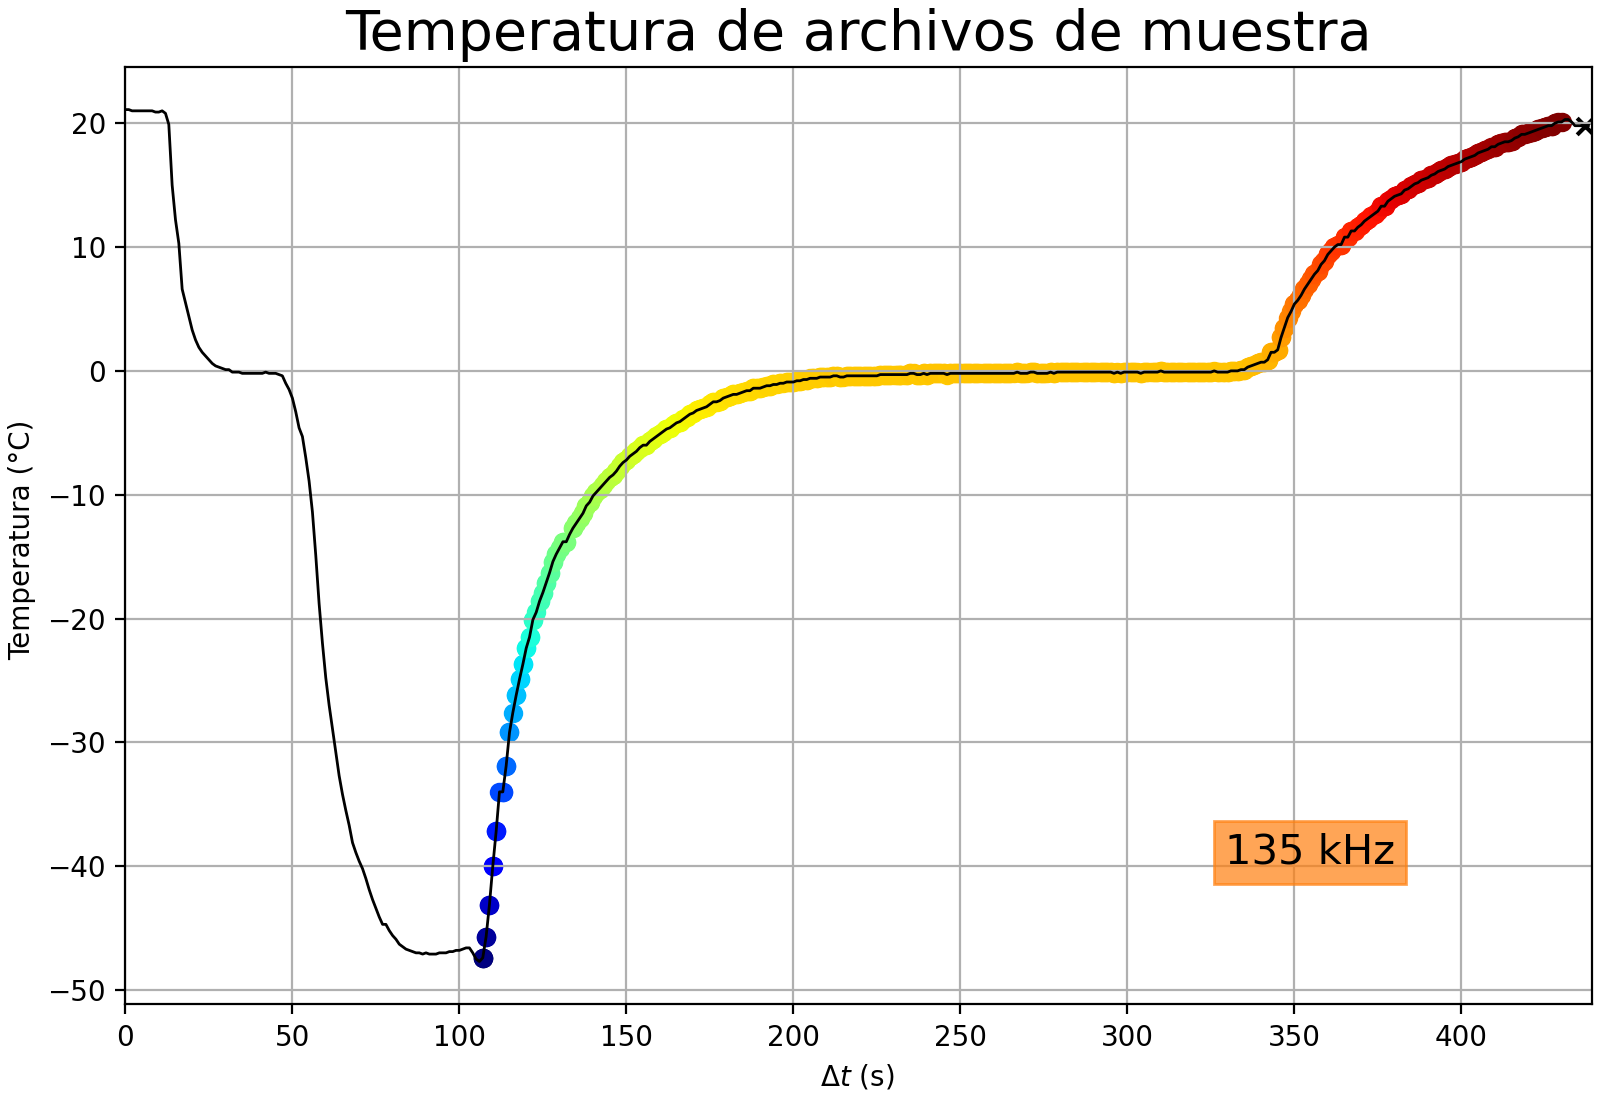 Temperatura de archivos de muestra
Temperatura (°C)
20
10
0
−10
−20
−30
−40
−50
135 kHz
0 50 100 150 200 250 300 350 400
Δt (s)